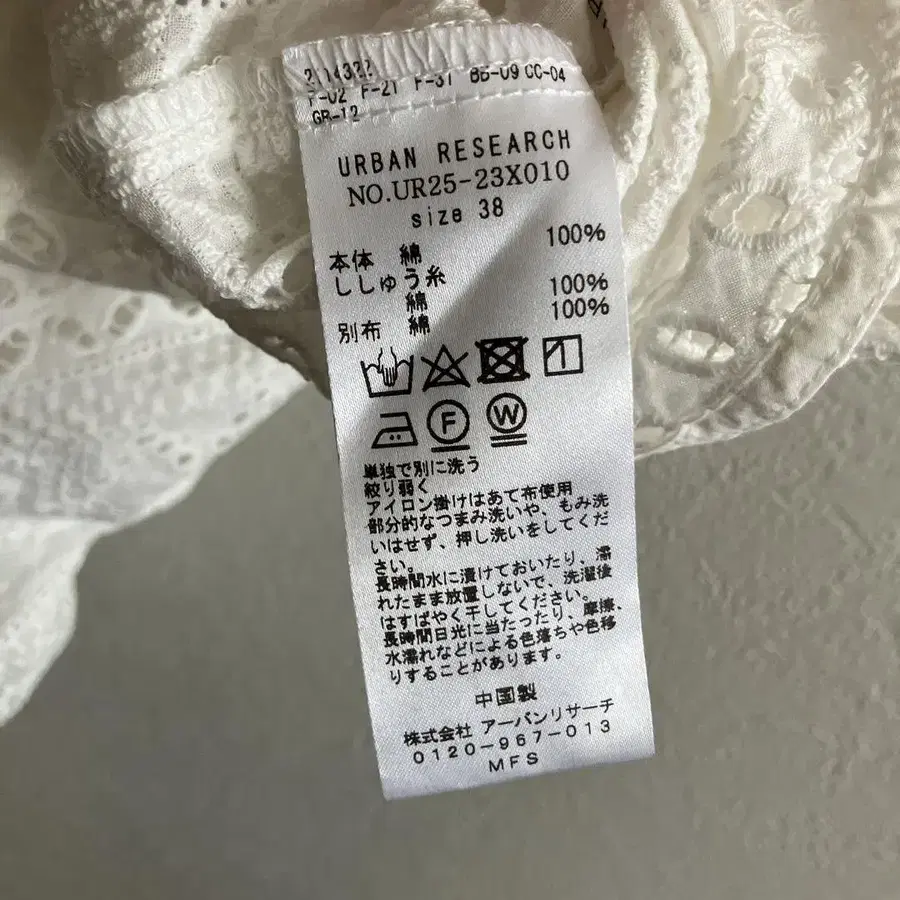 F-02 F-21 F-31 BB-09 CC-04
GB-12
URBAN RESEARCH
NO.UR25-23X010
size 38
本体 綿 100%
ししゅう糸
綿 100%
別布 綿 100%
F W
単独で別に洗う
絞り弱く
アイロン掛けはあて布使用
部分的なつまみ洗いや、もみ洗
いはせず、押し洗いをしてくだ
さい。
長時間水に漬けておいたり、濡
れたまま放置しないで、洗濯後
はすばやく干してください。
長時間日光に当たったり、摩擦、
水濡れなどによる色落ちや色移
りすることがあります。
中国製
株式会社 アーバンリサーチ
0120-967-013
MFS